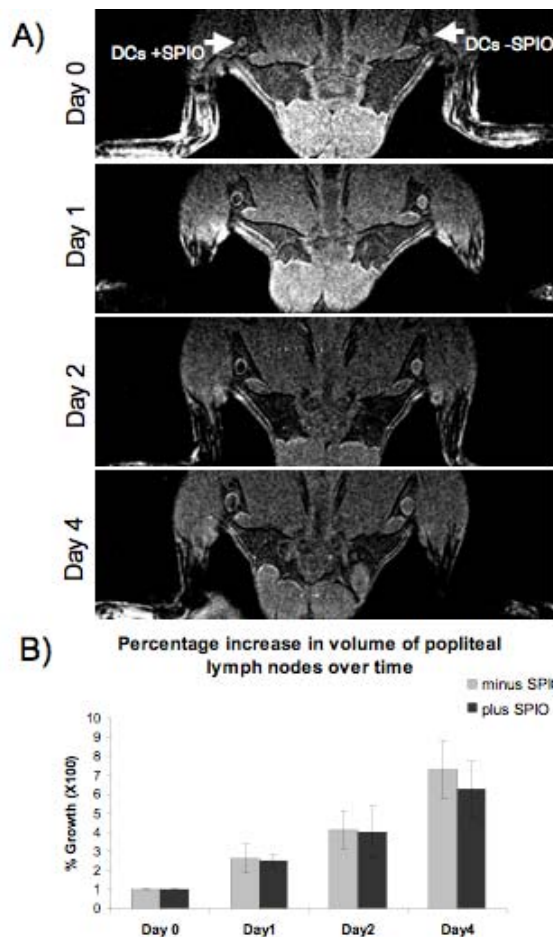 A)
Day 0
DCs +SPIO
DCs -SPIO
Day 1
Day 2
Day 4
B)
Percentage increase in volume of popliteal
lymph nodes over time
minus SPIO
plus SPIO
% Growth (X100)
10
9
8
7
6
5
4
3
2
1
0
Day 0
Day1
Day2
Day4